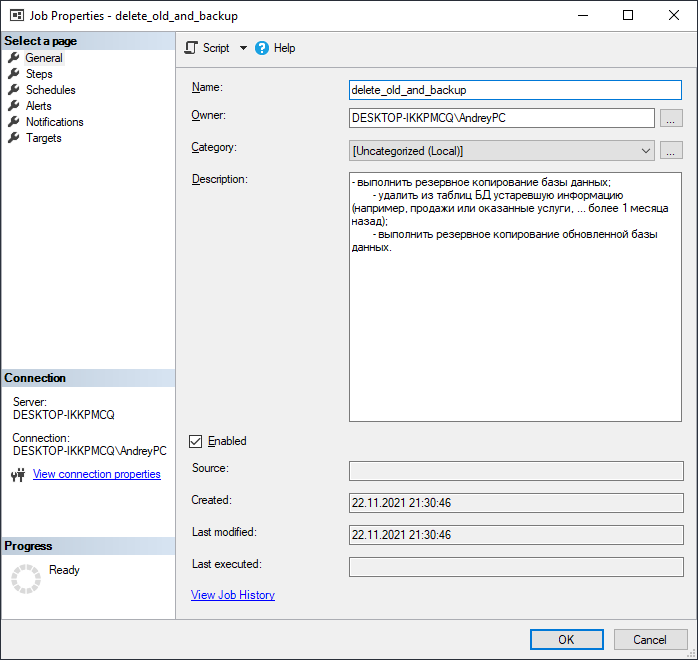 Job Properties - delete_old_and_backup
Select a page
General
Steps
Schedules
Alerts
Notifications
Targets
Script
Help
Name:
delete_old_and_backup
Owner:
DESKTOP-IKKPMCQ\AndreyPC
...
Category:
[Uncategorized (Local)]
...
Description:
- выполнить резервное копирование базы данных;
- удалить из таблиц БД устаревшую информацию
(например, продажи или оказанные услуги, ... более 1 месяца
назад);
- выполнить резервное копирование обновленной базы
данных.
Enabled
Source:
Created:
22.11.2021 21:30:46
Last modified:
22.11.2021 21:30:46
Last executed:
View Job History
Connection
Server:
DESKTOP-IKKPMCQ
Connection:
DESKTOP-IKKPMCQ\AndreyPC
View connection properties
Progress
Ready
OK
Cancel